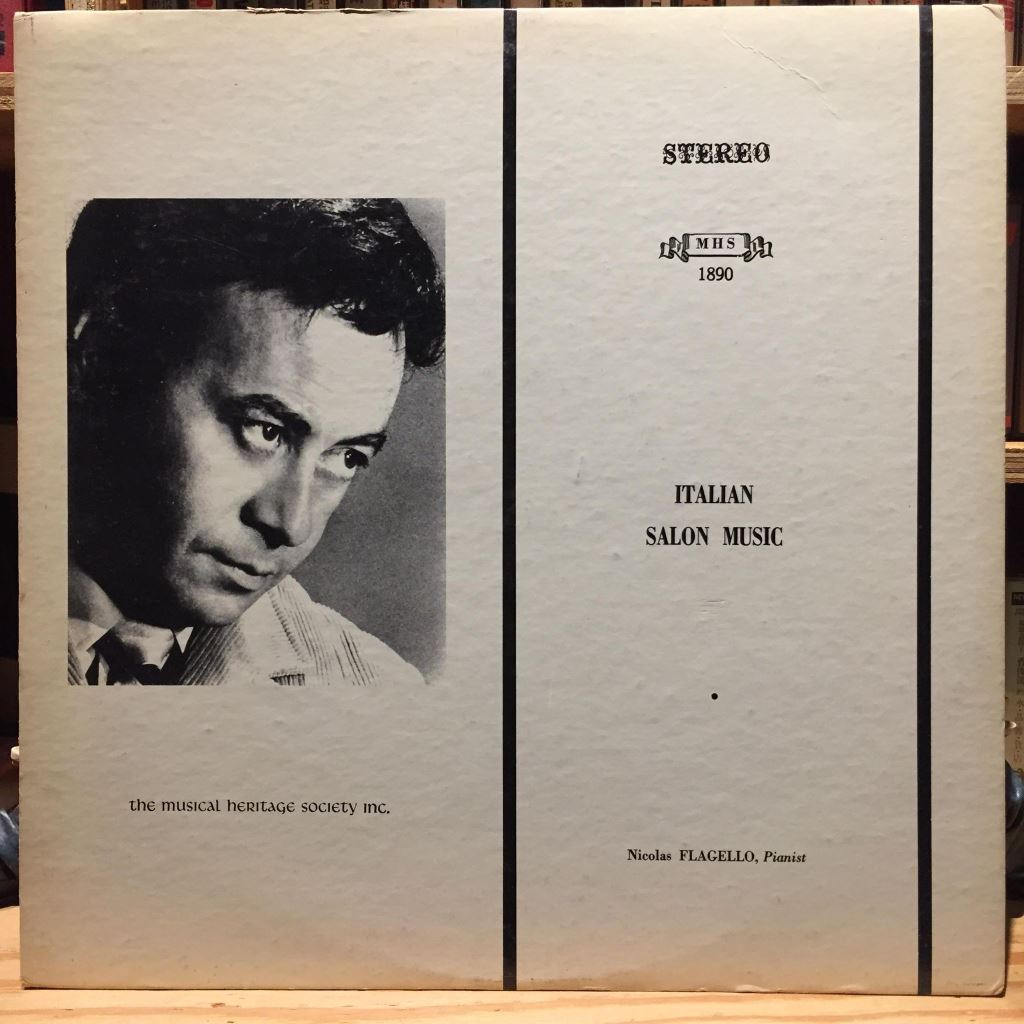 STEREO
MHS
1890
ITALIAN
SALON MUSIC
the musical heritage society inc.
Nicolas FLAGELLO, Pianist